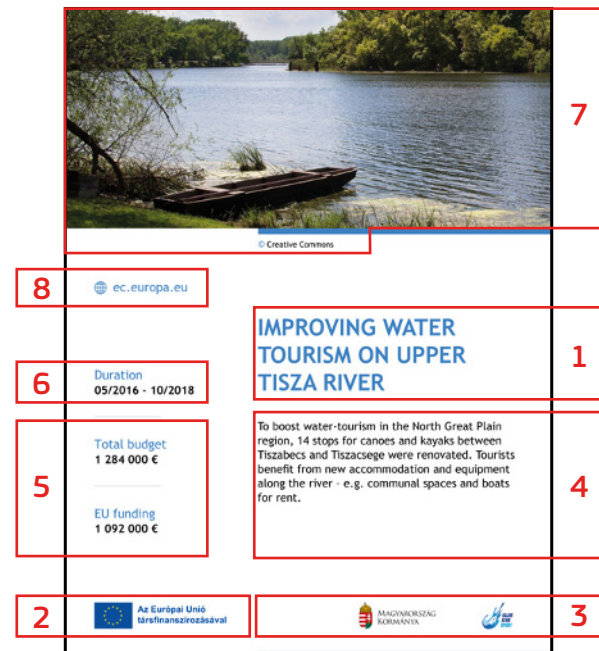 7
© Creative Commons
8
ec.europa.eu
IMPROVING WATER
TOURISM ON UPPER
TISZA RIVER
1
6
Duration
05/2016 - 10/2018
To boost water-tourism in the North Great Plain
region, 14 stops for canoes and kayaks between
Tiszabecs and Tiszacsege were renovated. Tourists
benefit from new accommodation and equipment
along the river - e.g. communal spaces and boats
for rent.
4
5
Total budget
1 284 000 €
EU funding
1 092 000 €
2
Az Európai Unió
társfinanszírozásával
MAGYARORSZÁG
KORMÁNYA
3